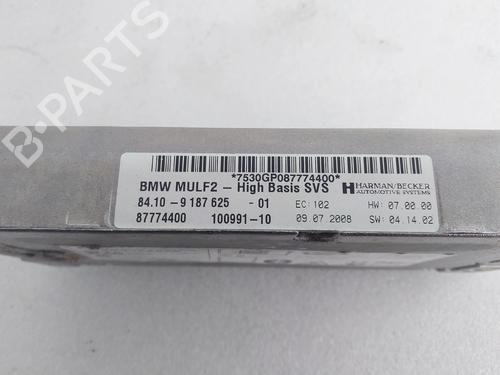 *7530GP087774400*
BMW MULF2 - High Basis SVS HARMAN/BECKER
AUTOMOTIVE SYSTEMS
84.10 - 9 187 625 - 01 EC: 102 HW: 07.00.00
87774400 100991-10 09.07.2008 SW: 04.14.02
B-PARTS